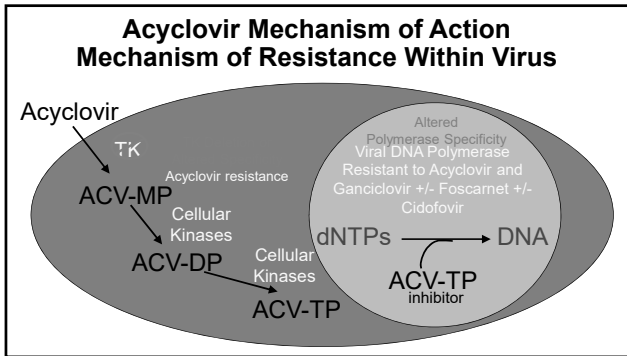 Acyclovir Mechanism of Action
Mechanism of Resistance Within Virus
Acyclovir
TK
Acyclovir resistance
ACV-MP
Cellular
Kinases
ACV-DP
Cellular
Kinases
ACV-TP
Altered
Polymerase Specificity
Viral DNA Polymerase
Resistant to Acyclovir and
Ganciclovir +/- Foscarnet +/-
Cidofovir
dNTPs
DNA
ACV-TP
inhibitor